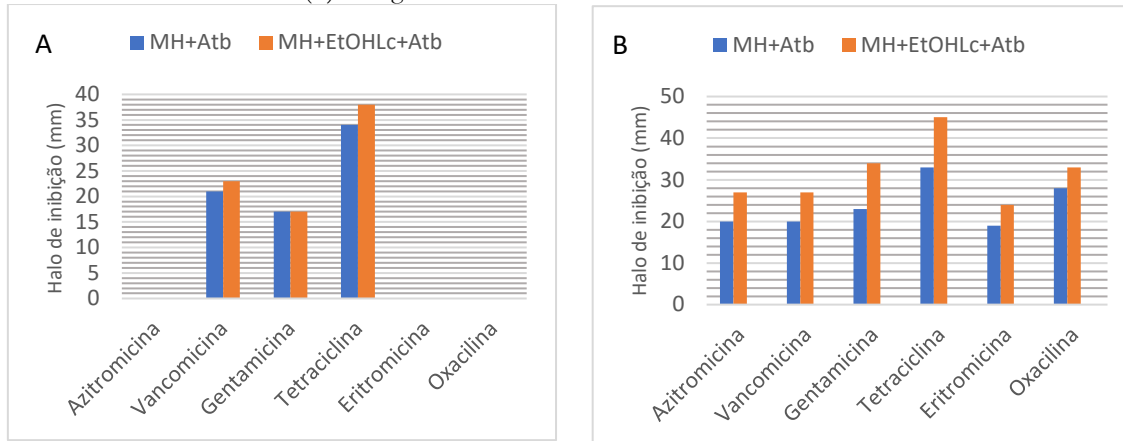 A
MH+Atb MH+EtOHLc+Atb
Halo de inibição (mm)
40
35
30
25
20
15
10
5
0
Azitromicina
Vancomicina
Gentamicina
Tetraciclina
Eritromicina
Oxacilina
B
MH+Atb MH+EtOHLc+Atb
Halo de inibição (mm)
50
40
30
20
10
0
Azitromicina
Vancomicina
Gentamicina
Tetraciclina
Eritromicina
Oxacilina